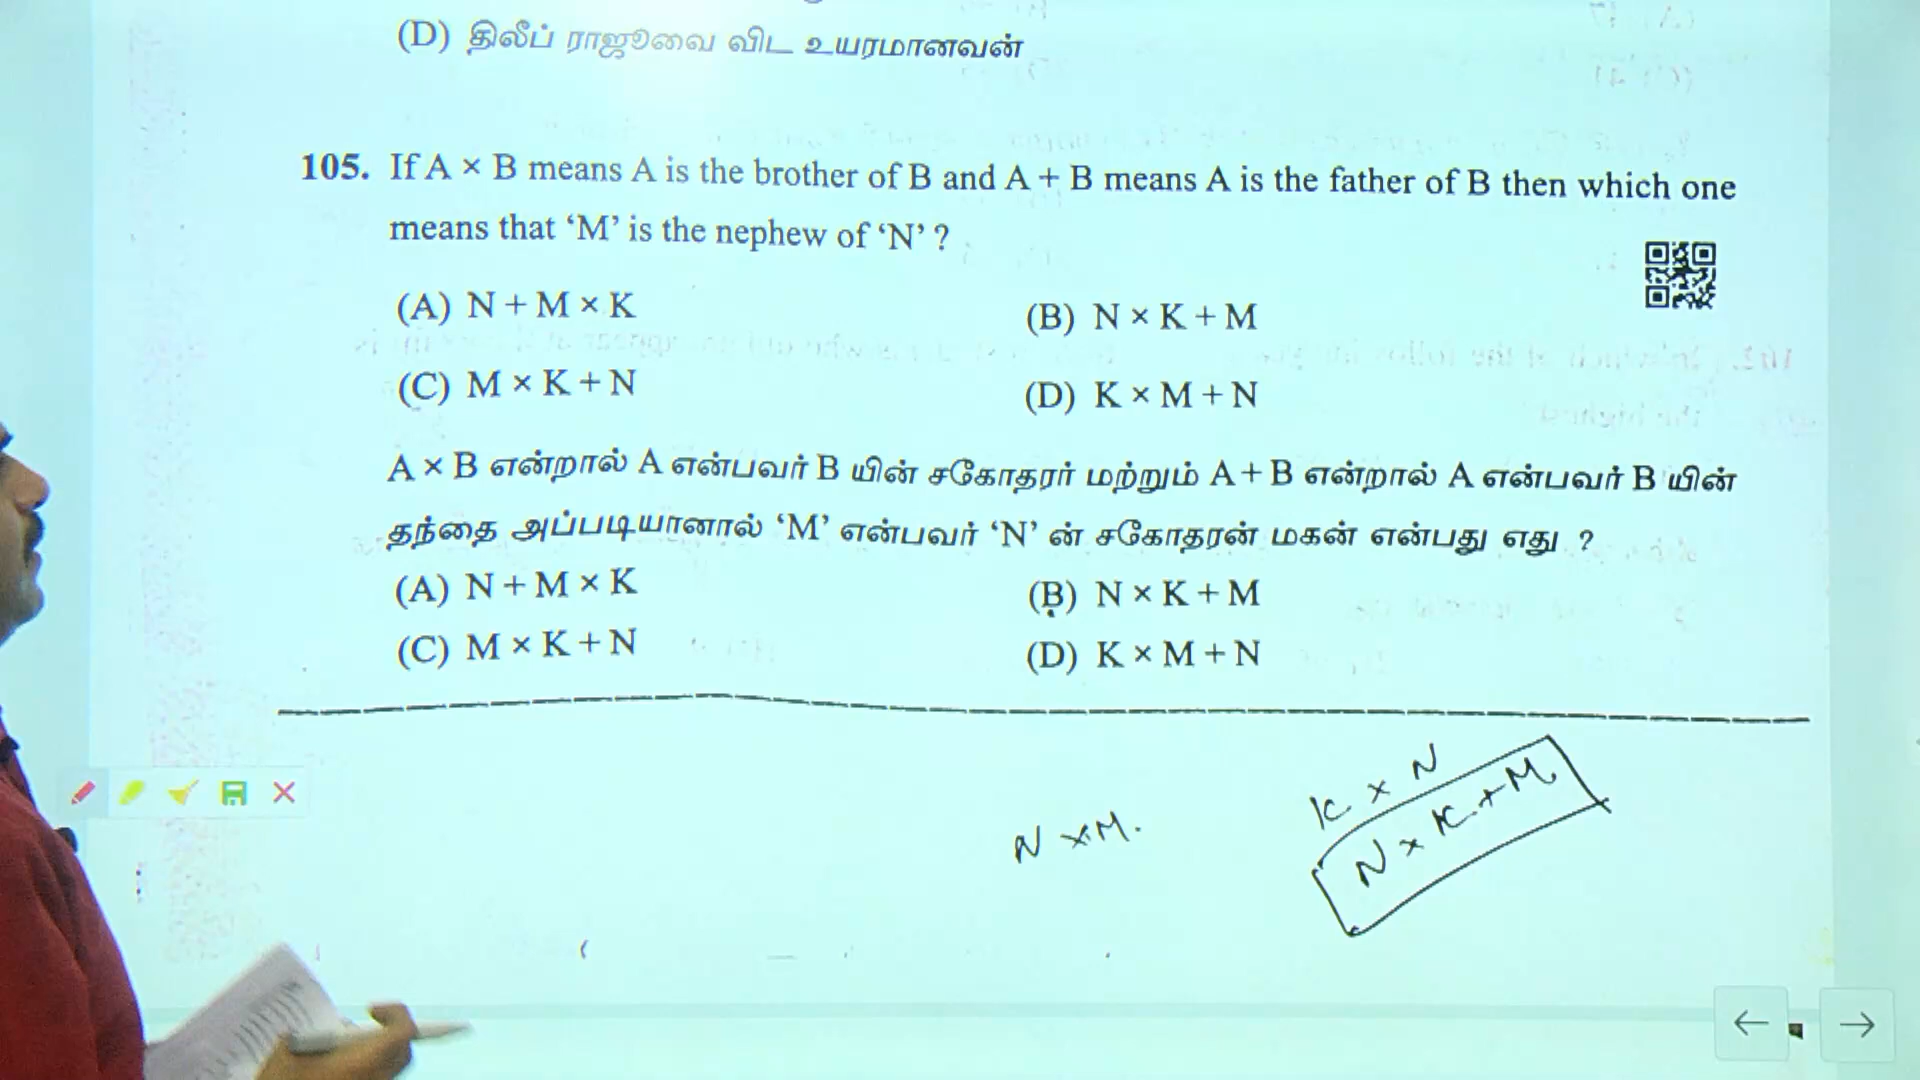 (D) திலீப் ராஜூவை விட உயரமானவன்
105. If A × B means A is the brother of B and A + B means A is the father of B then which one
means that ‘M’ is the nephew of ‘N’ ?
(A) N + M × K
(B) N × K + M
(C) M × K + N
(D) K × M + N
A × B என்றால் A என்பவர் B யின் சகோதரர் மற்றும் A + B என்றால் A என்பவர் B யின்
தந்தை அப்படியானால் ‘M’ என்பவர் ‘N’ ன் சகோதரன் மகன் என்பது எது ?
(A) N + M × K
(B) N × K + M
(C) M × K + N
(D) K × M + N
K × N
N × M.
N × K + M